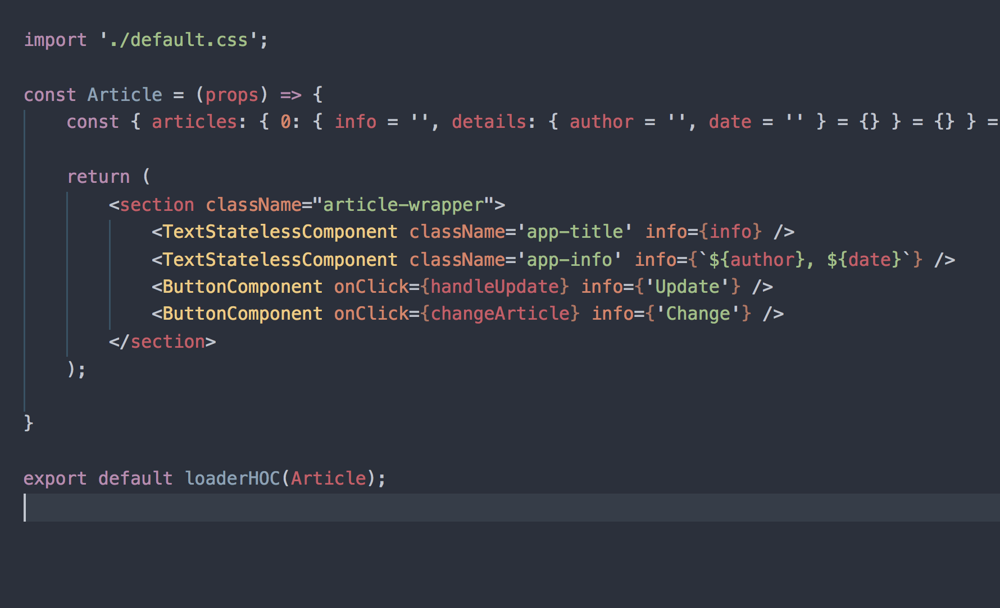 import './default.css';
const Article = (props) => {
const { articles: { 0: { info = '', details: { author = '', date = '' } = {} } = {} } =
return (
<section className="article-wrapper">
<TextStatelessComponent className='app-title' info={info} />
<TextStatelessComponent className='app-info' info={`${author}, ${date}`} />
<ButtonComponent onClick={handleUpdate} info={'Update'} />
<ButtonComponent onClick={changeArticle} info={'Change'} />
</section>
);
}
export default loaderHOC(Article);